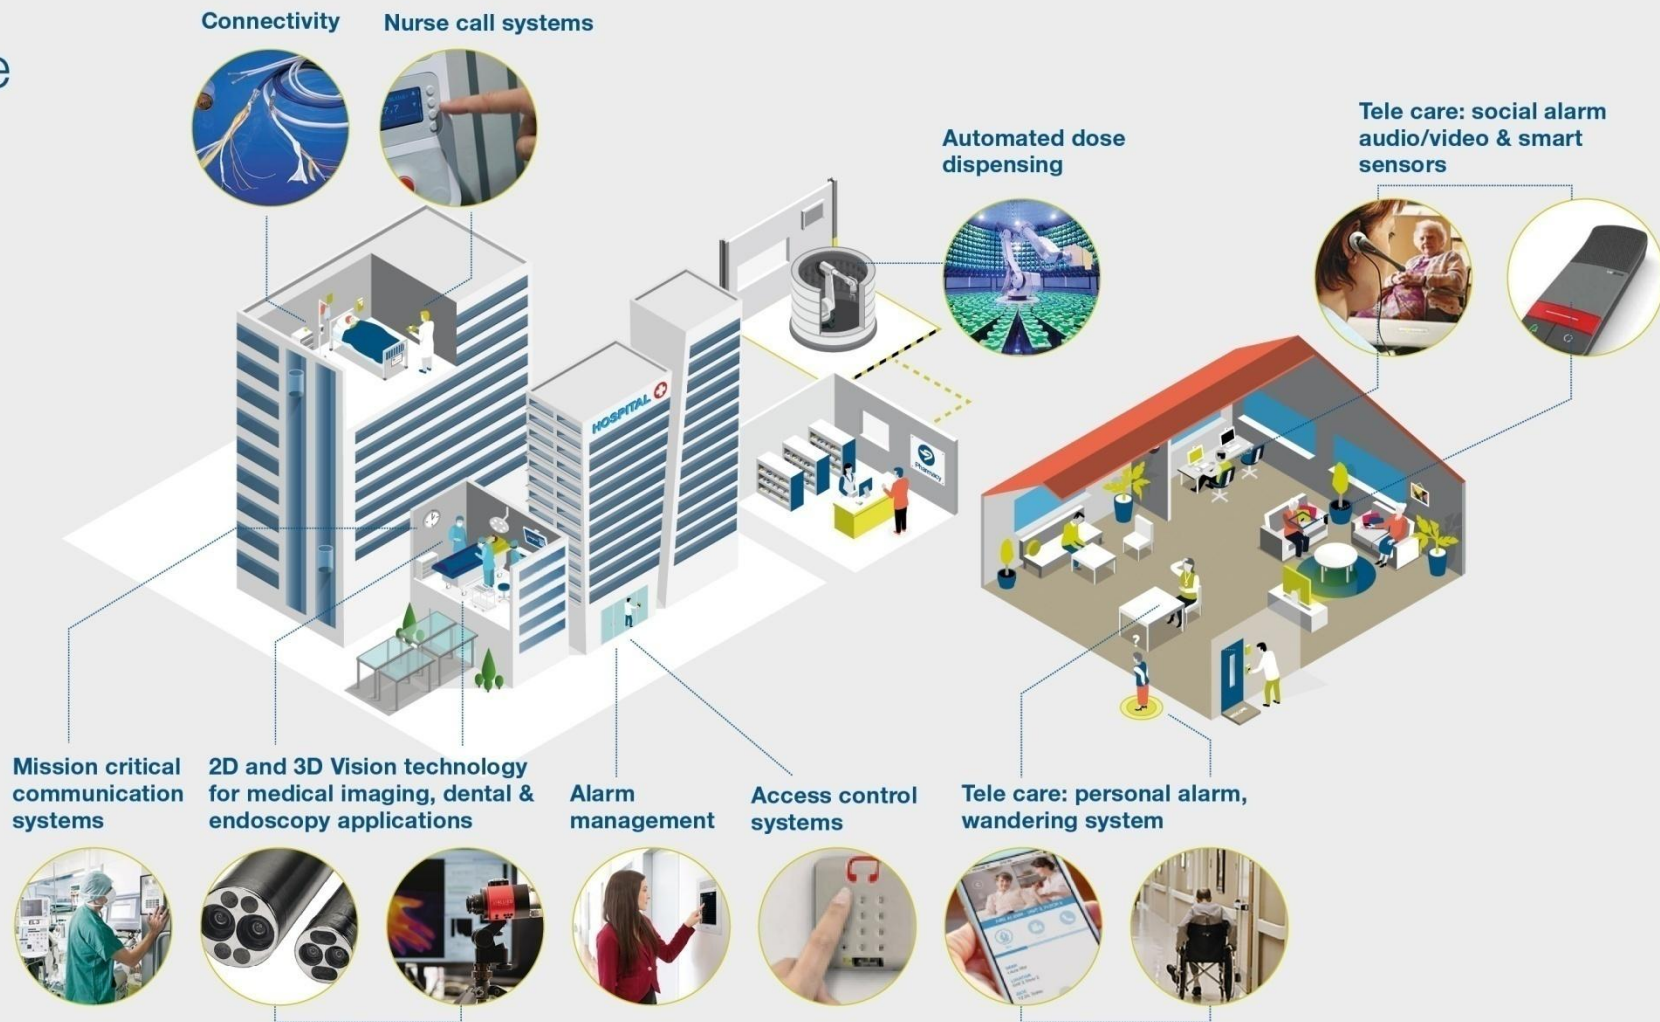 e
Connectivity
Nurse call systems
Automated dose
dispensing
Tele care: social alarm
audio/video & smart
sensors
HOSPITAL
Pharmacy
?
Mission critical
communication
systems
2D and 3D Vision technology
for medical imaging, dental &
endoscopy applications
Alarm
management
Access control
systems
Tele care: personal alarm,
wandering system